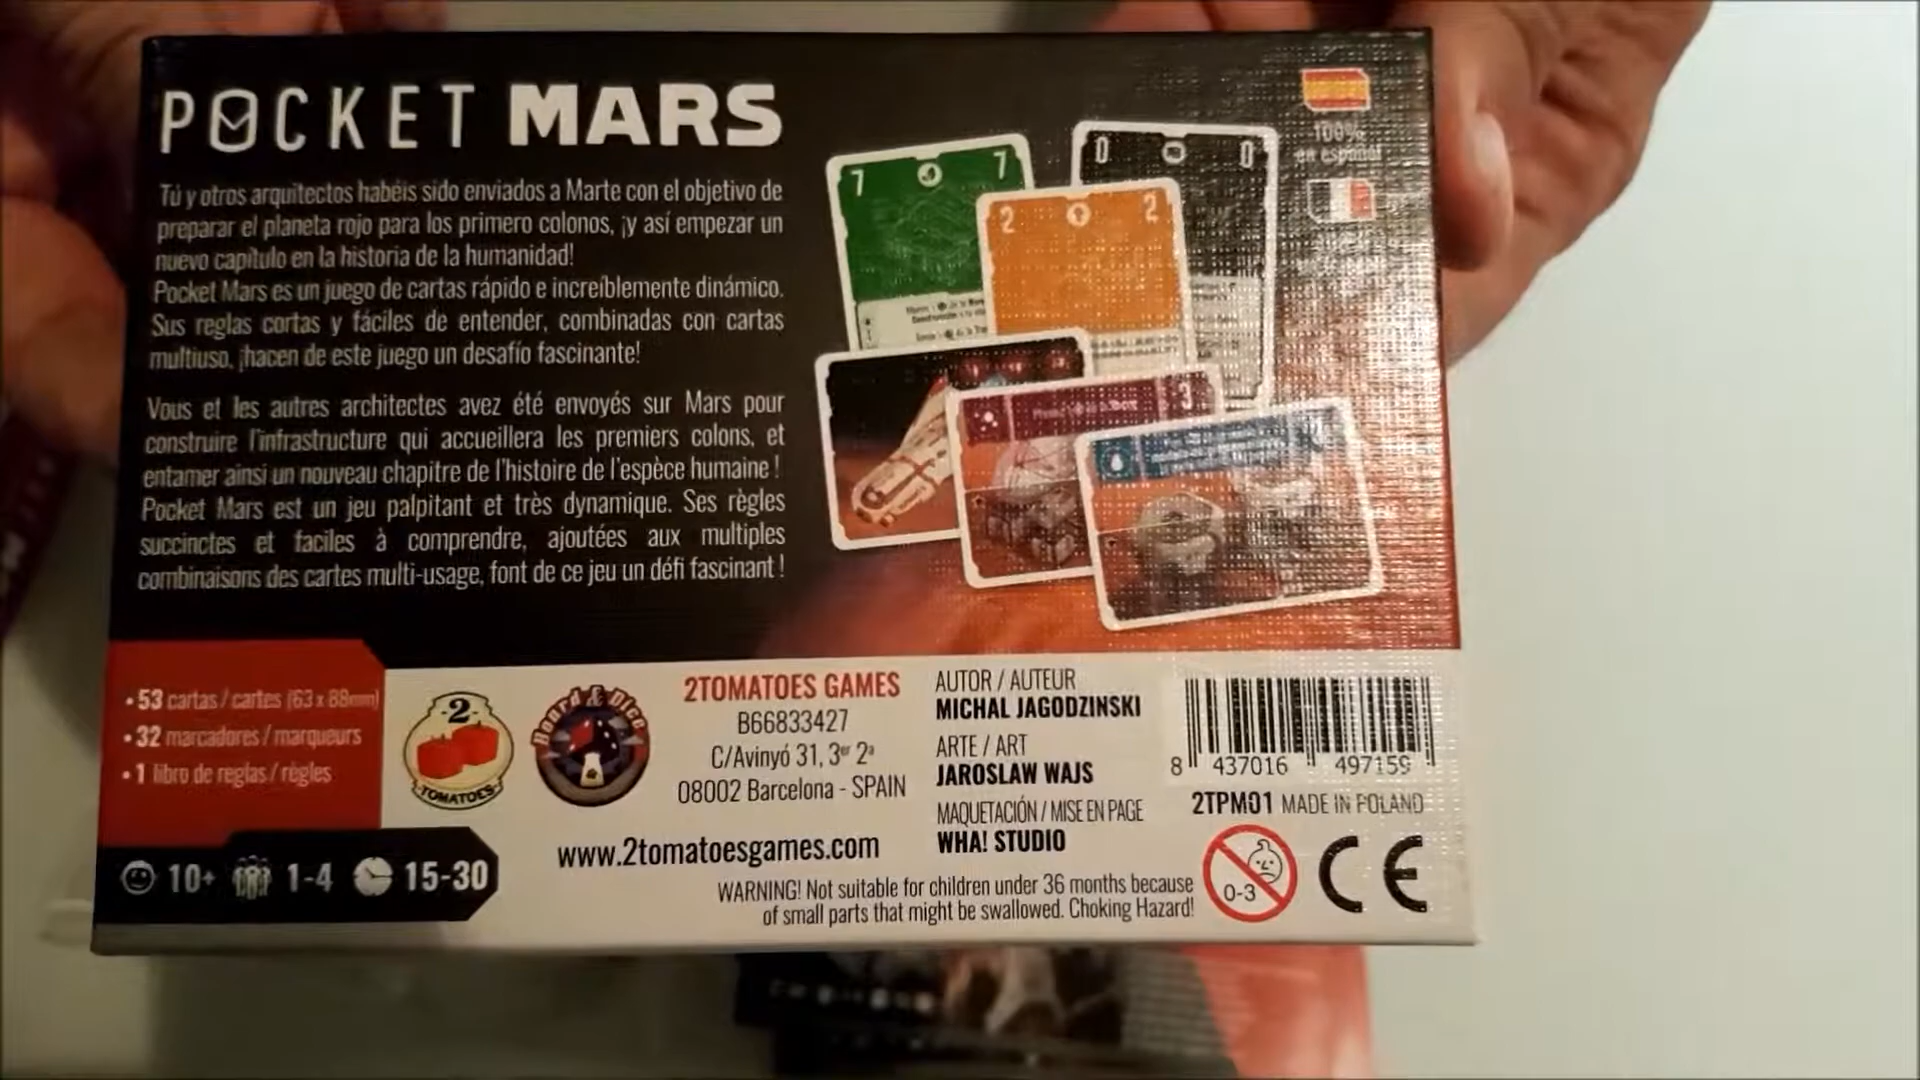 POCKET MARS
Tú y otros arquitectos habéis sido enviados a Marte con el objetivo de
preparar el planeta rojo para los primero colonos, ¡y así empezar un
nuevo capítulo en la historia de la humanidad!
Pocket Mars es un juego de cartas rápido e increíblemente dinámico.
Sus reglas cortas y fáciles de entender, combinadas con cartas
multiuso, ¡hacen de este juego un desafío fascinante!
Vous et les autres architectes avez été envoyés sur Mars pour
construire l'infrastructure qui accueillera les premiers colons, et
entamer ainsi un nouveau chapitre de l'histoire de l'espèce humaine !
Pocket Mars est un jeu palpitant et très dynamique. Ses règles
succinctes et faciles à comprendre, ajoutées aux multiples
combinaisons des cartes multi-usage, font de ce jeu un défi fascinant !
7 7
0 0
2 2
3
100%
en español
• 53 cartas / cartes (63 x 88mm)
• 32 marcadores / marqueurs
• 1 libro de reglas / règles
10+ 1-4 15-30
-2-
TOMATOES
Board & Dice
2TOMATOES GAMES
B66833427
C/Avinyó 31, 3er 2a
08002 Barcelona - SPAIN
www.2tomatoesgames.com
AUTOR / AUTEUR
MICHAL JAGODZINSKI
ARTE / ART
JAROSLAW WAJS
MAQUETACIÓN / MISE EN PAGE
WHA! STUDIO
8 437016 497159
2TPM01 MADE IN POLAND
WARNING! Not suitable for children under 36 months because
of small parts that might be swallowed. Choking Hazard!
0-3
CE